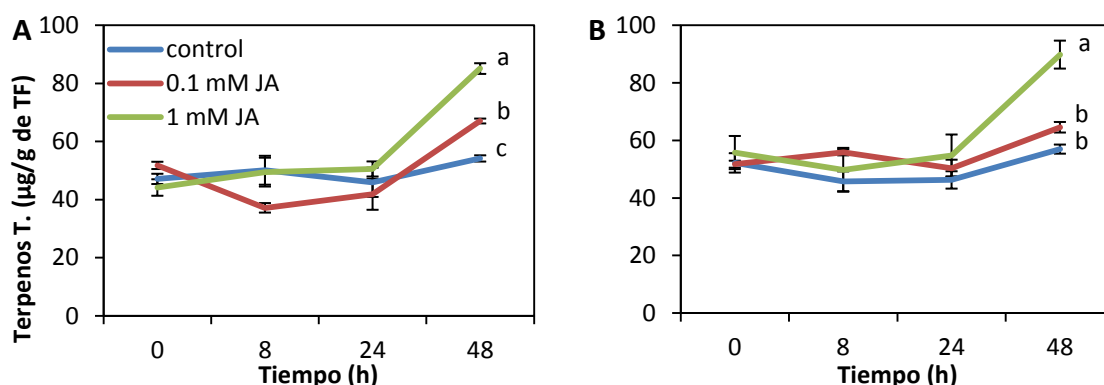 A
Terpenos T. (µg/g de TF)
100
80
60
40
20
0
control
0.1 mM JA
1 mM JA
a
b
c
0 8 24 48
Tiempo (h)
B
100
80
60
40
20
0
a
b
b
0 8 24 48
Tiempo (h)